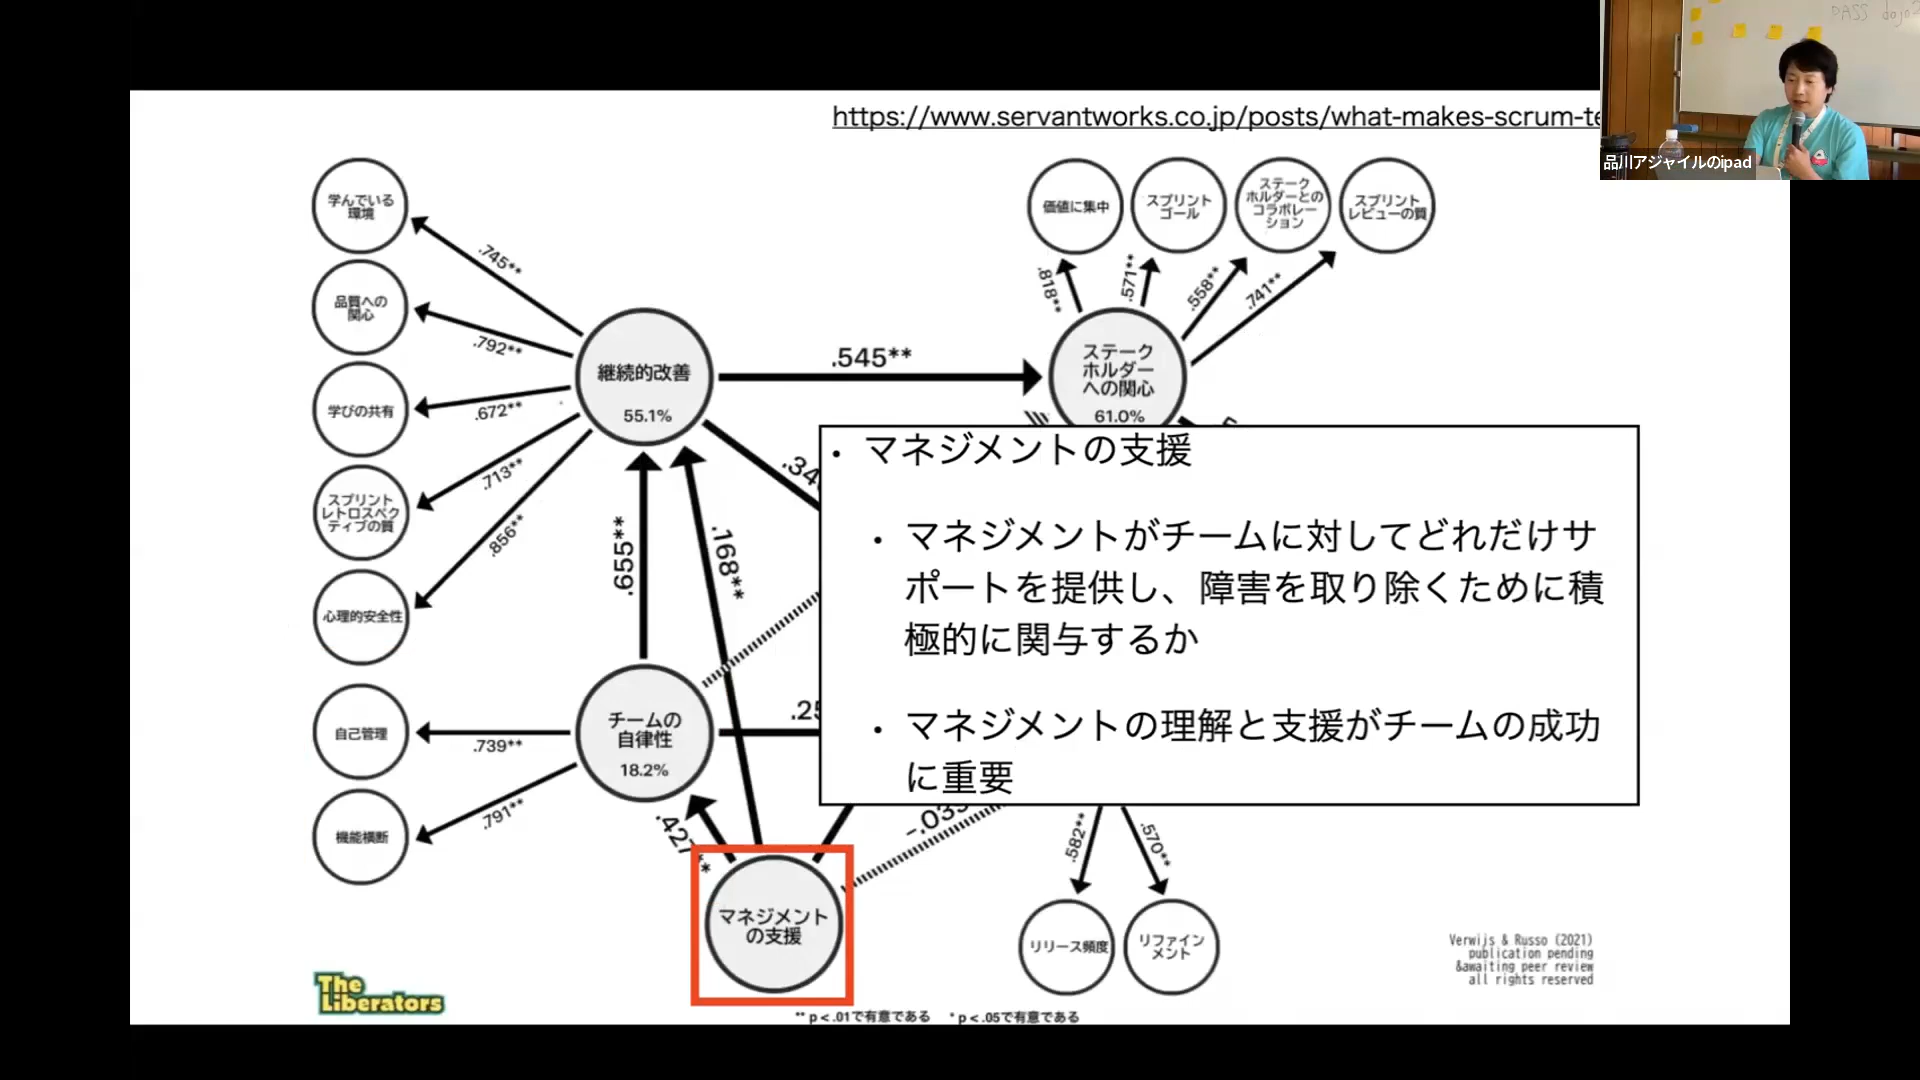 PASS dojo
品川アジャイルのipad
https://www.servantworks.co.jp/posts/what-makes-scrum-te
学んでいる
環境
品質への
関心
学びの共有
スプリント
レトロスペク
ティブの質
心理的安全性
自己管理
機能横断
.745**
.792**
.672**
.713**
.856**
.739**
.791**
継続的改善
55.1%
.545**
価値に集中
スプリント
ゴール
ステーク
ホルダーとの
コラボレー
ション
スプリント
レビューの質
.818**
.571**
.558**
.741**
ステーク
ホルダー
への関心
61.0%
.655**
.168**
チームの
自律性
18.2%
.427**
マネジメント
の支援
・マネジメントの支援
・マネジメントがチームに対してどれだけサ
ポートを提供し、障害を取り除くために積
極的に関与するか
・マネジメントの理解と支援がチームの成功
に重要
.582**
.570**
リリース頻度
リファイン
メント
The
Liberators
Verwijs & Russo (2021)
publication pending
&awaiting peer review
all rights reserved
** p<.01で有意である * p<.05で有意である